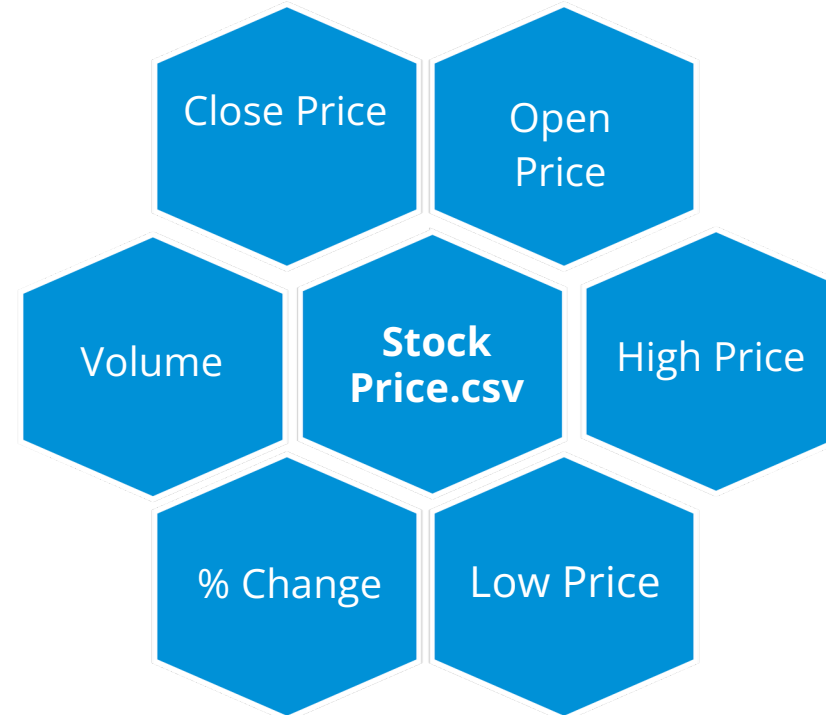 Close Price
Open
Price
Volume
Stock
Price.csv
High Price
% Change
Low Price